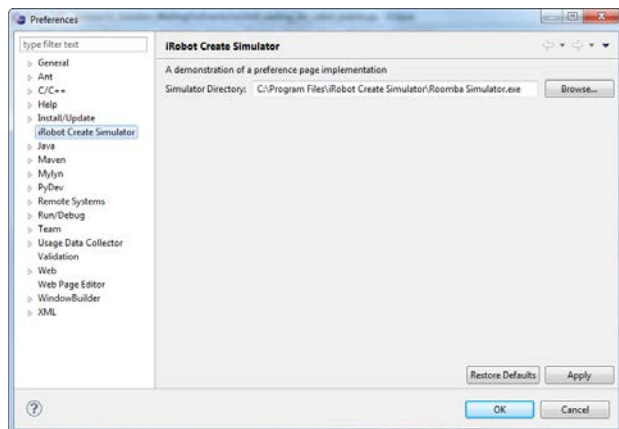 Preferences
type filter text
General
Ant
C/C++
Help
Install/Update
iRobot Create Simulator
Java
Maven
Mylyn
PyDev
Remote Systems
Run/Debug
Team
Usage Data Collector
Validation
Web
Web Page Editor
WindowBuilder
XML
iRobot Create Simulator
A demonstration of a preference page implementation
Simulator Directory: C:\Program Files\iRobot Create Simulator\Roomba Simulator.exe Browse...
Restore Defaults Apply
OK Cancel